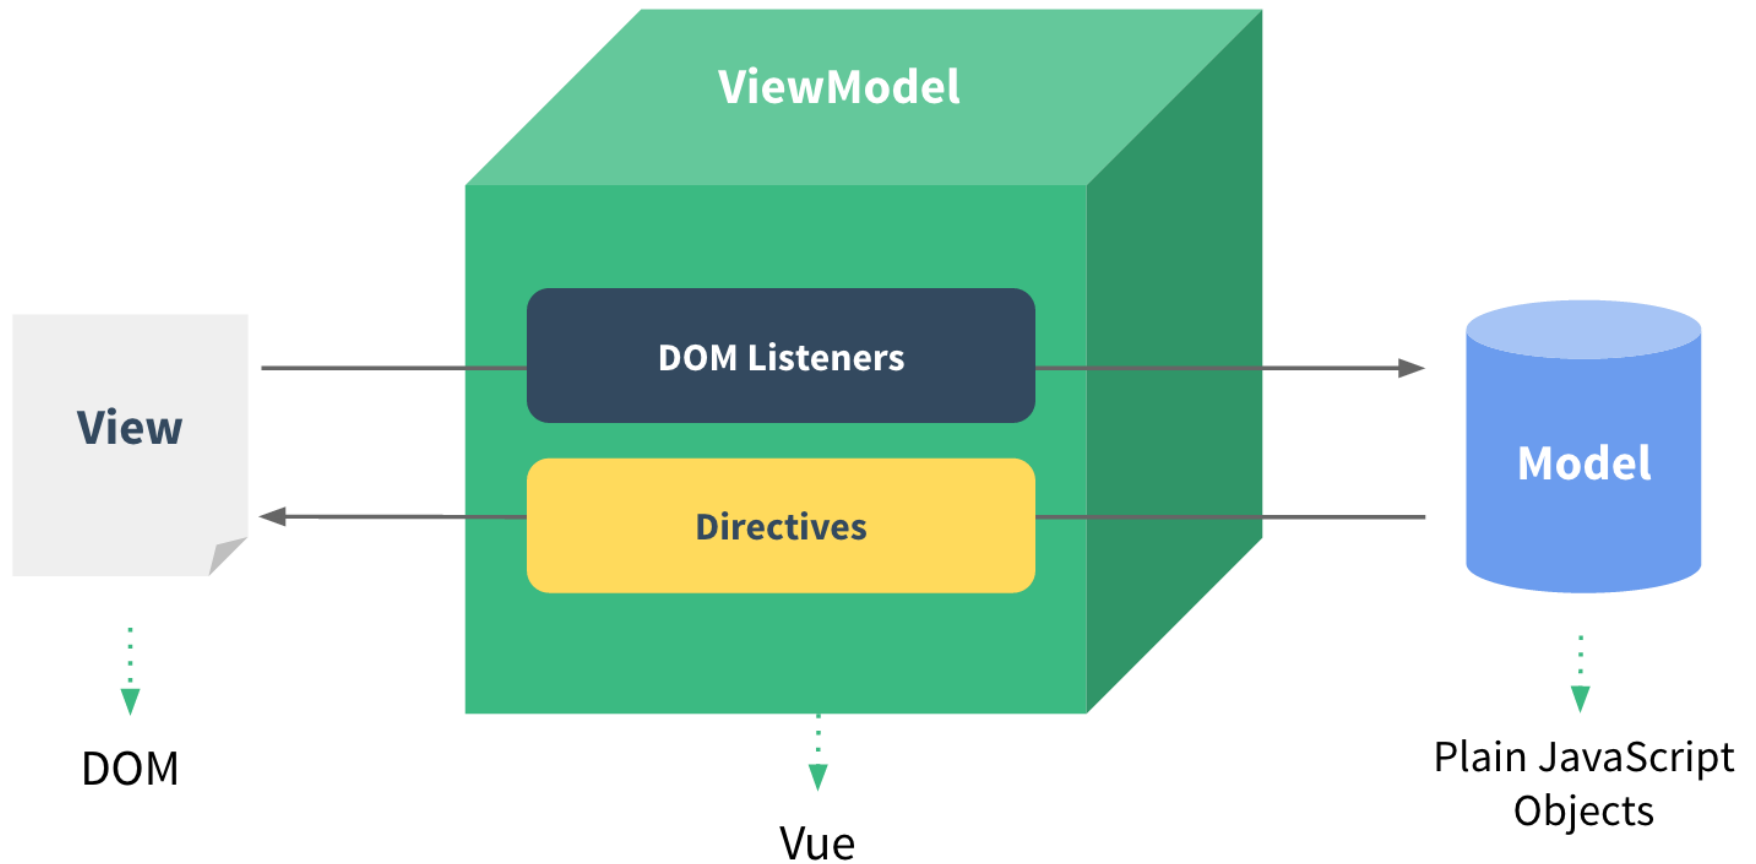 ViewModel
DOM Listeners
View
Directives
Model
DOM
Vue
Plain JavaScript
Objects